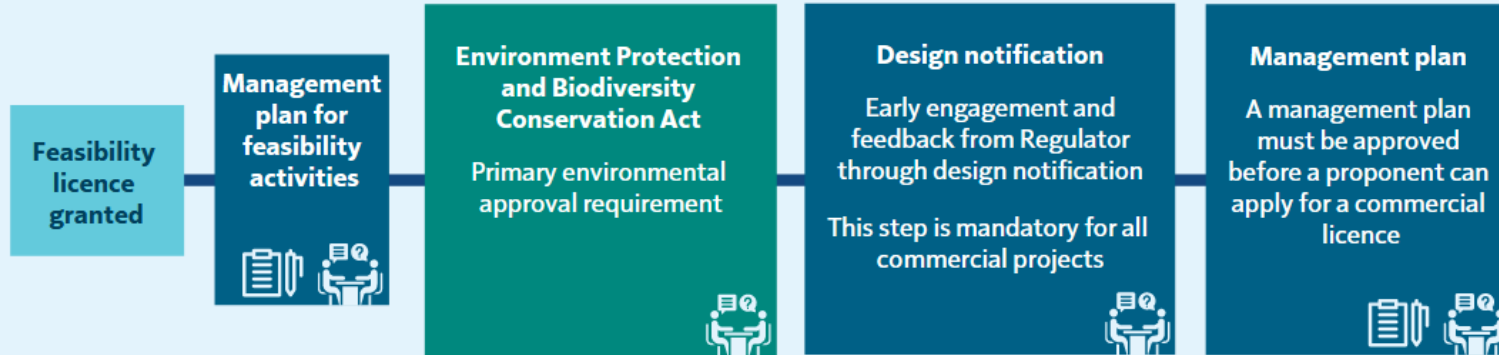 Feasibility
licence
granted
Management
plan for
feasibility
activities
Environment Protection
and Biodiversity
Conservation Act
Primary environmental
approval requirement
Design notification
Early engagement and
feedback from Regulator
through design notification
This step is mandatory for all
commercial projects
Management plan
A management plan
must be approved
before a proponent can
apply for a commercial
licence